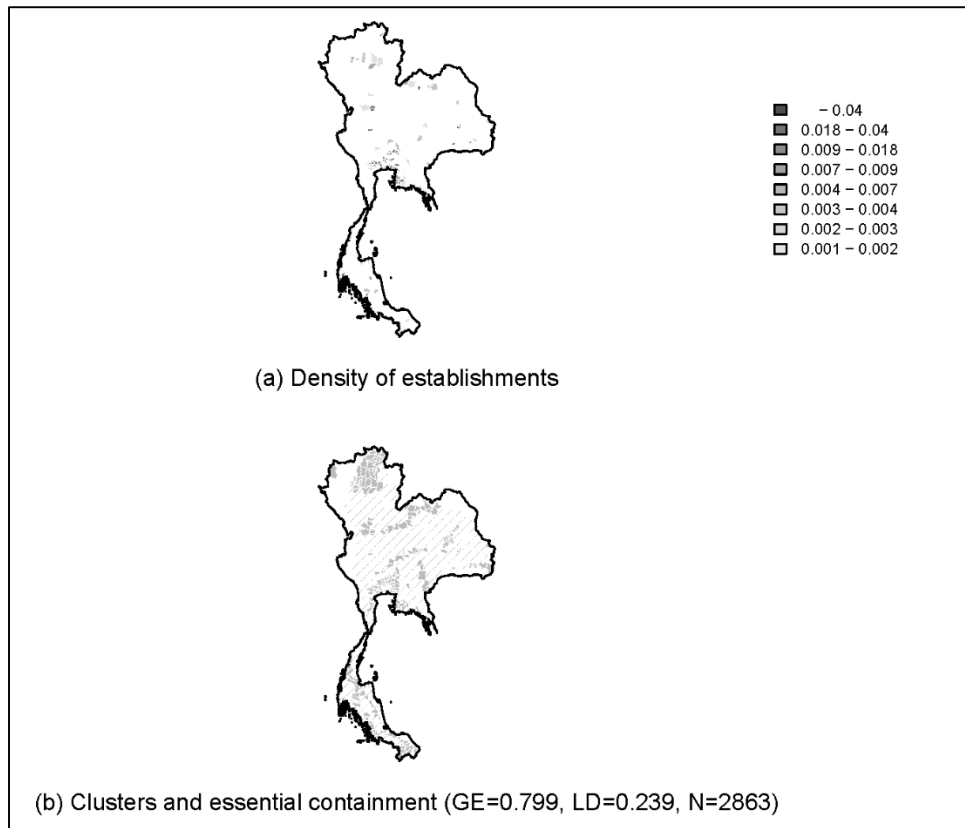 − 0.04
0.018 − 0.04
0.009 − 0.018
0.007 − 0.009
0.004 − 0.007
0.003 − 0.004
0.002 − 0.003
0.001 − 0.002
(a) Density of establishments
(b) Clusters and essential containment (GE=0.799, LD=0.239, N=2863)